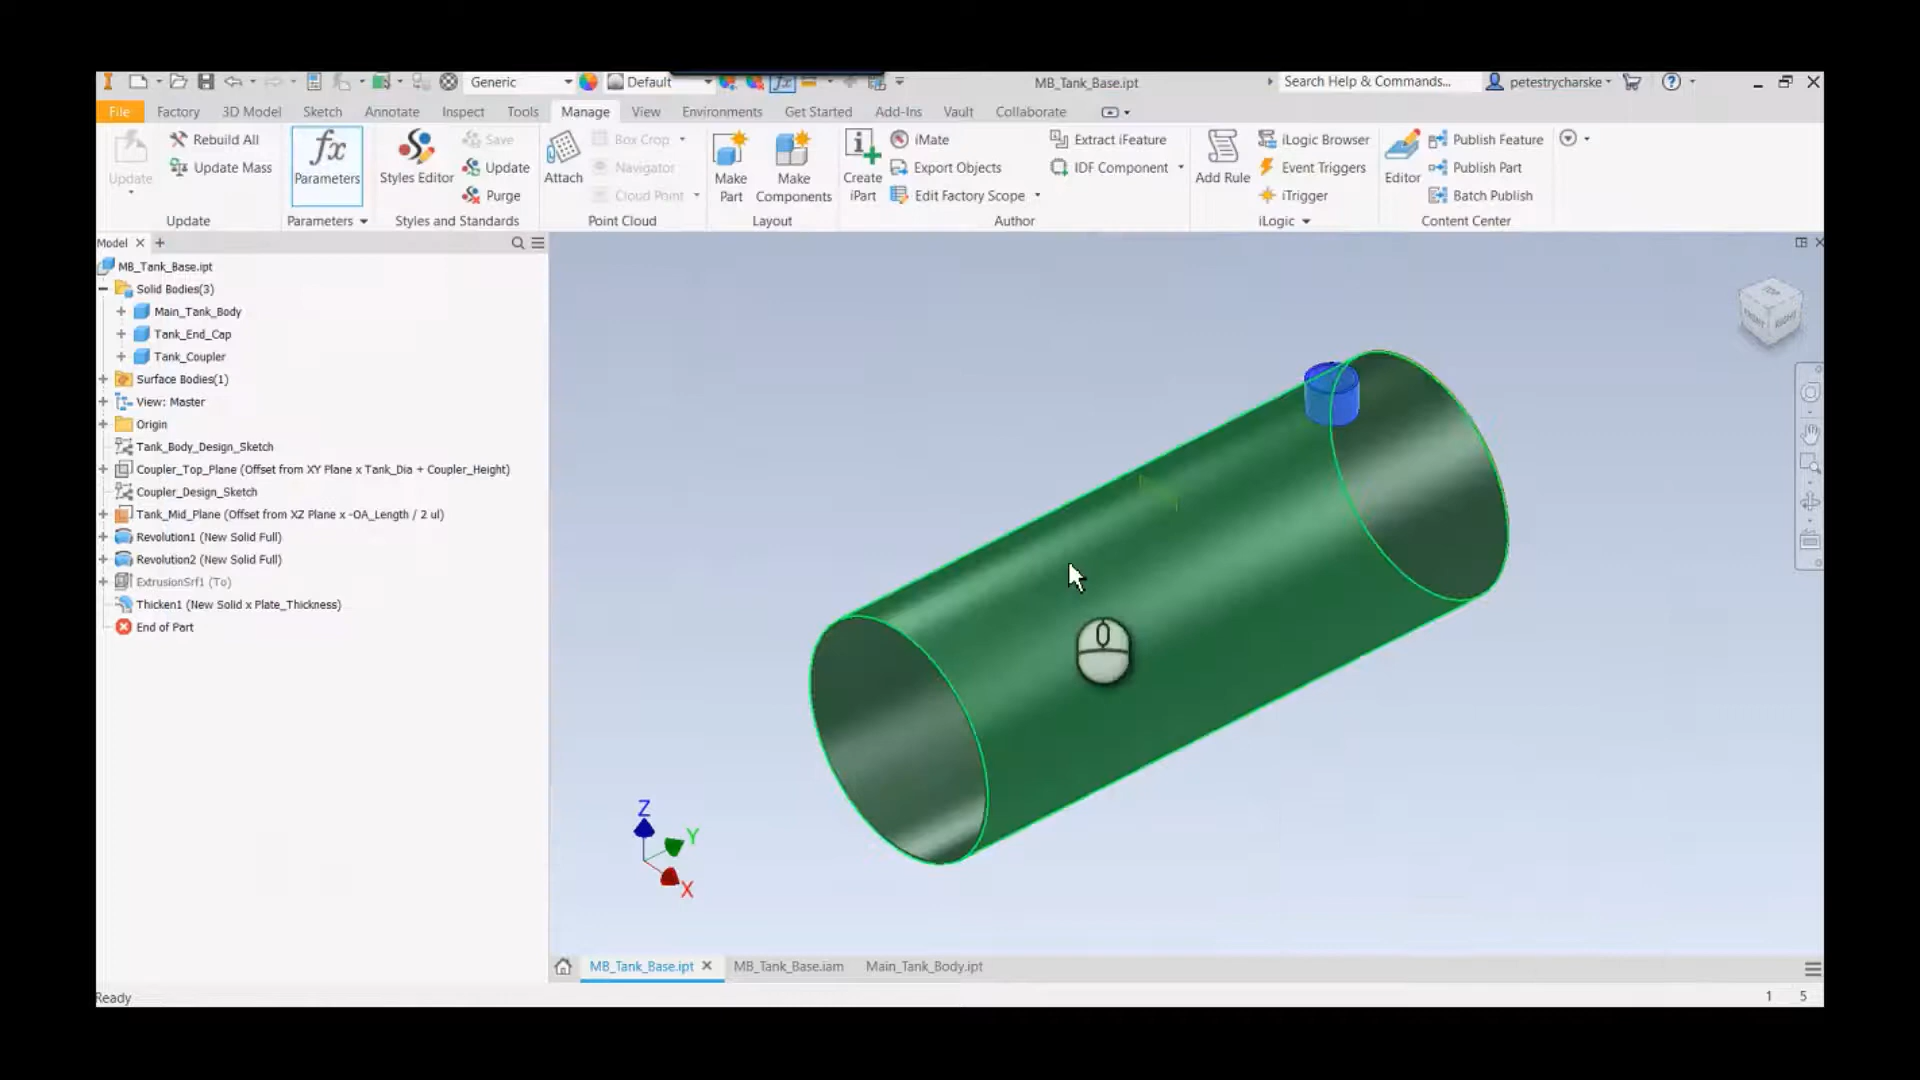 Generic Default MB_Tank_Base.ipt Search Help & Commands... petestrycharske
File Factory 3D Model Sketch Annotate Inspect Tools Manage View Environments Get Started Add-Ins Vault Collaborate
Update
Rebuild All
Update Mass
Update
fx
Parameters
Parameters
Styles Editor
Save
Update
Purge
Styles and Standards
Attach
Box Crop
Navigator
Cloud Point
Point Cloud
Make Part
Make Components
Layout
Create iPart
iMate
Export Objects
Edit Factory Scope
Extract iFeature
IDF Component
Author
Add Rule
iLogic Browser
Event Triggers
iTrigger
iLogic
Editor
Publish Feature
Publish Part
Batch Publish
Content Center
Model
MB_Tank_Base.ipt
Solid Bodies(3)
Main_Tank_Body
Tank_End_Cap
Tank_Coupler
Surface Bodies(1)
View: Master
Origin
Tank_Body_Design_Sketch
Coupler_Top_Plane (Offset from XY Plane x Tank_Dia + Coupler_Height)
Coupler_Design_Sketch
Tank_Mid_Plane (Offset from XZ Plane x -OA_Length / 2 ul)
Revolution1 (New Solid Full)
Revolution2 (New Solid Full)
ExtrusionSrf1 (To)
Thicken1 (New Solid x Plate_Thickness)
End of Part
TOP
FRONT
RIGHT
Z
Y
X
MB_Tank_Base.ipt MB_Tank_Base.iam Main_Tank_Body.ipt
Ready
1 5